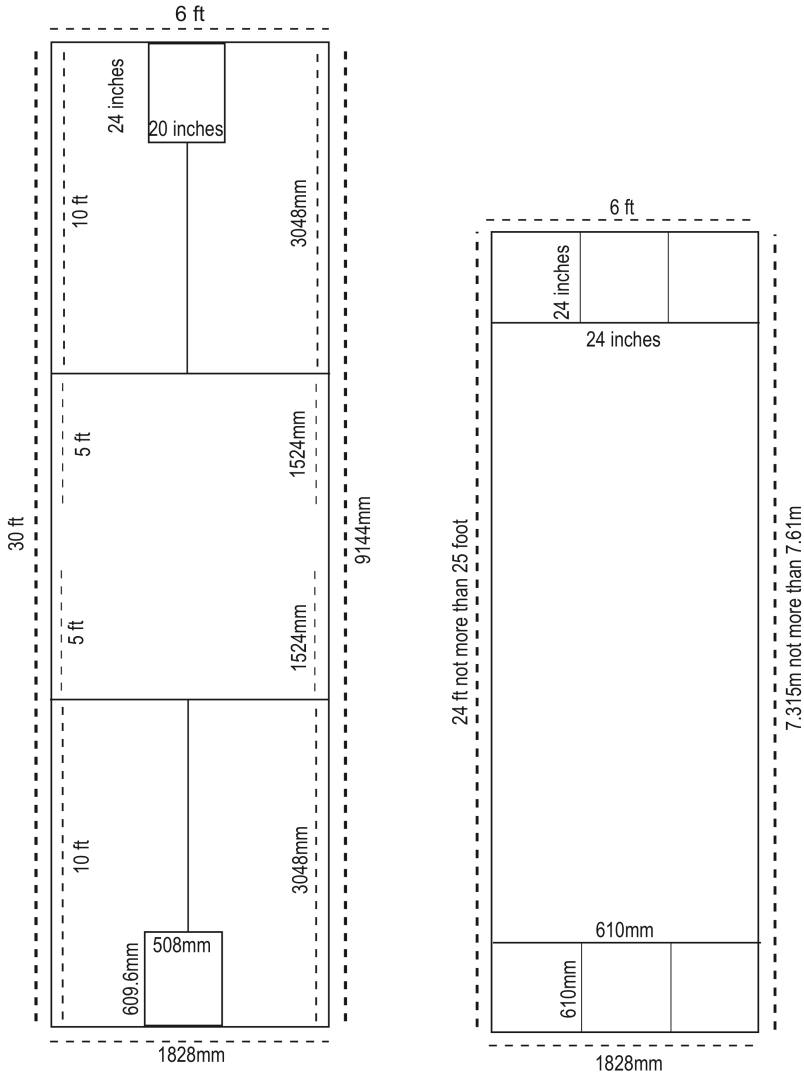 6 ft
24 inches
20 inches
10 ft
3048mm
5 ft
1524mm
30 ft
9144mm
5 ft
1524mm
10 ft
3048mm
508mm
609.6mm
1828mm
6 ft
24 inches
24 inches
24 ft not more than 25 foot
7.315m not more than 7.61m
610mm
610mm
1828mm